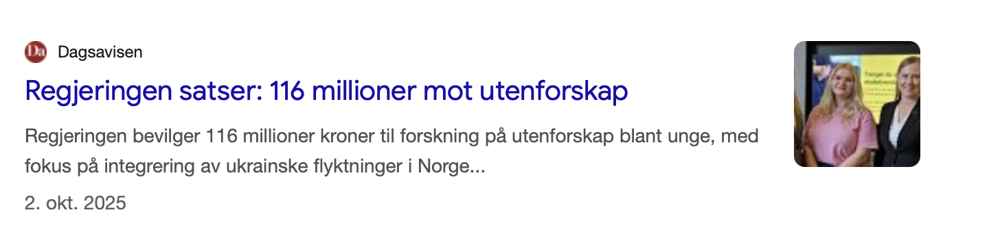 Da
Dagsavisen
Regjeringen satser: 116 millioner mot utenforskap
Regjeringen bevilger 116 millioner kroner til forskning på utenforskap blant unge, med
fokus på integrering av ukrainske flyktninger i Norge...
2. okt. 2025